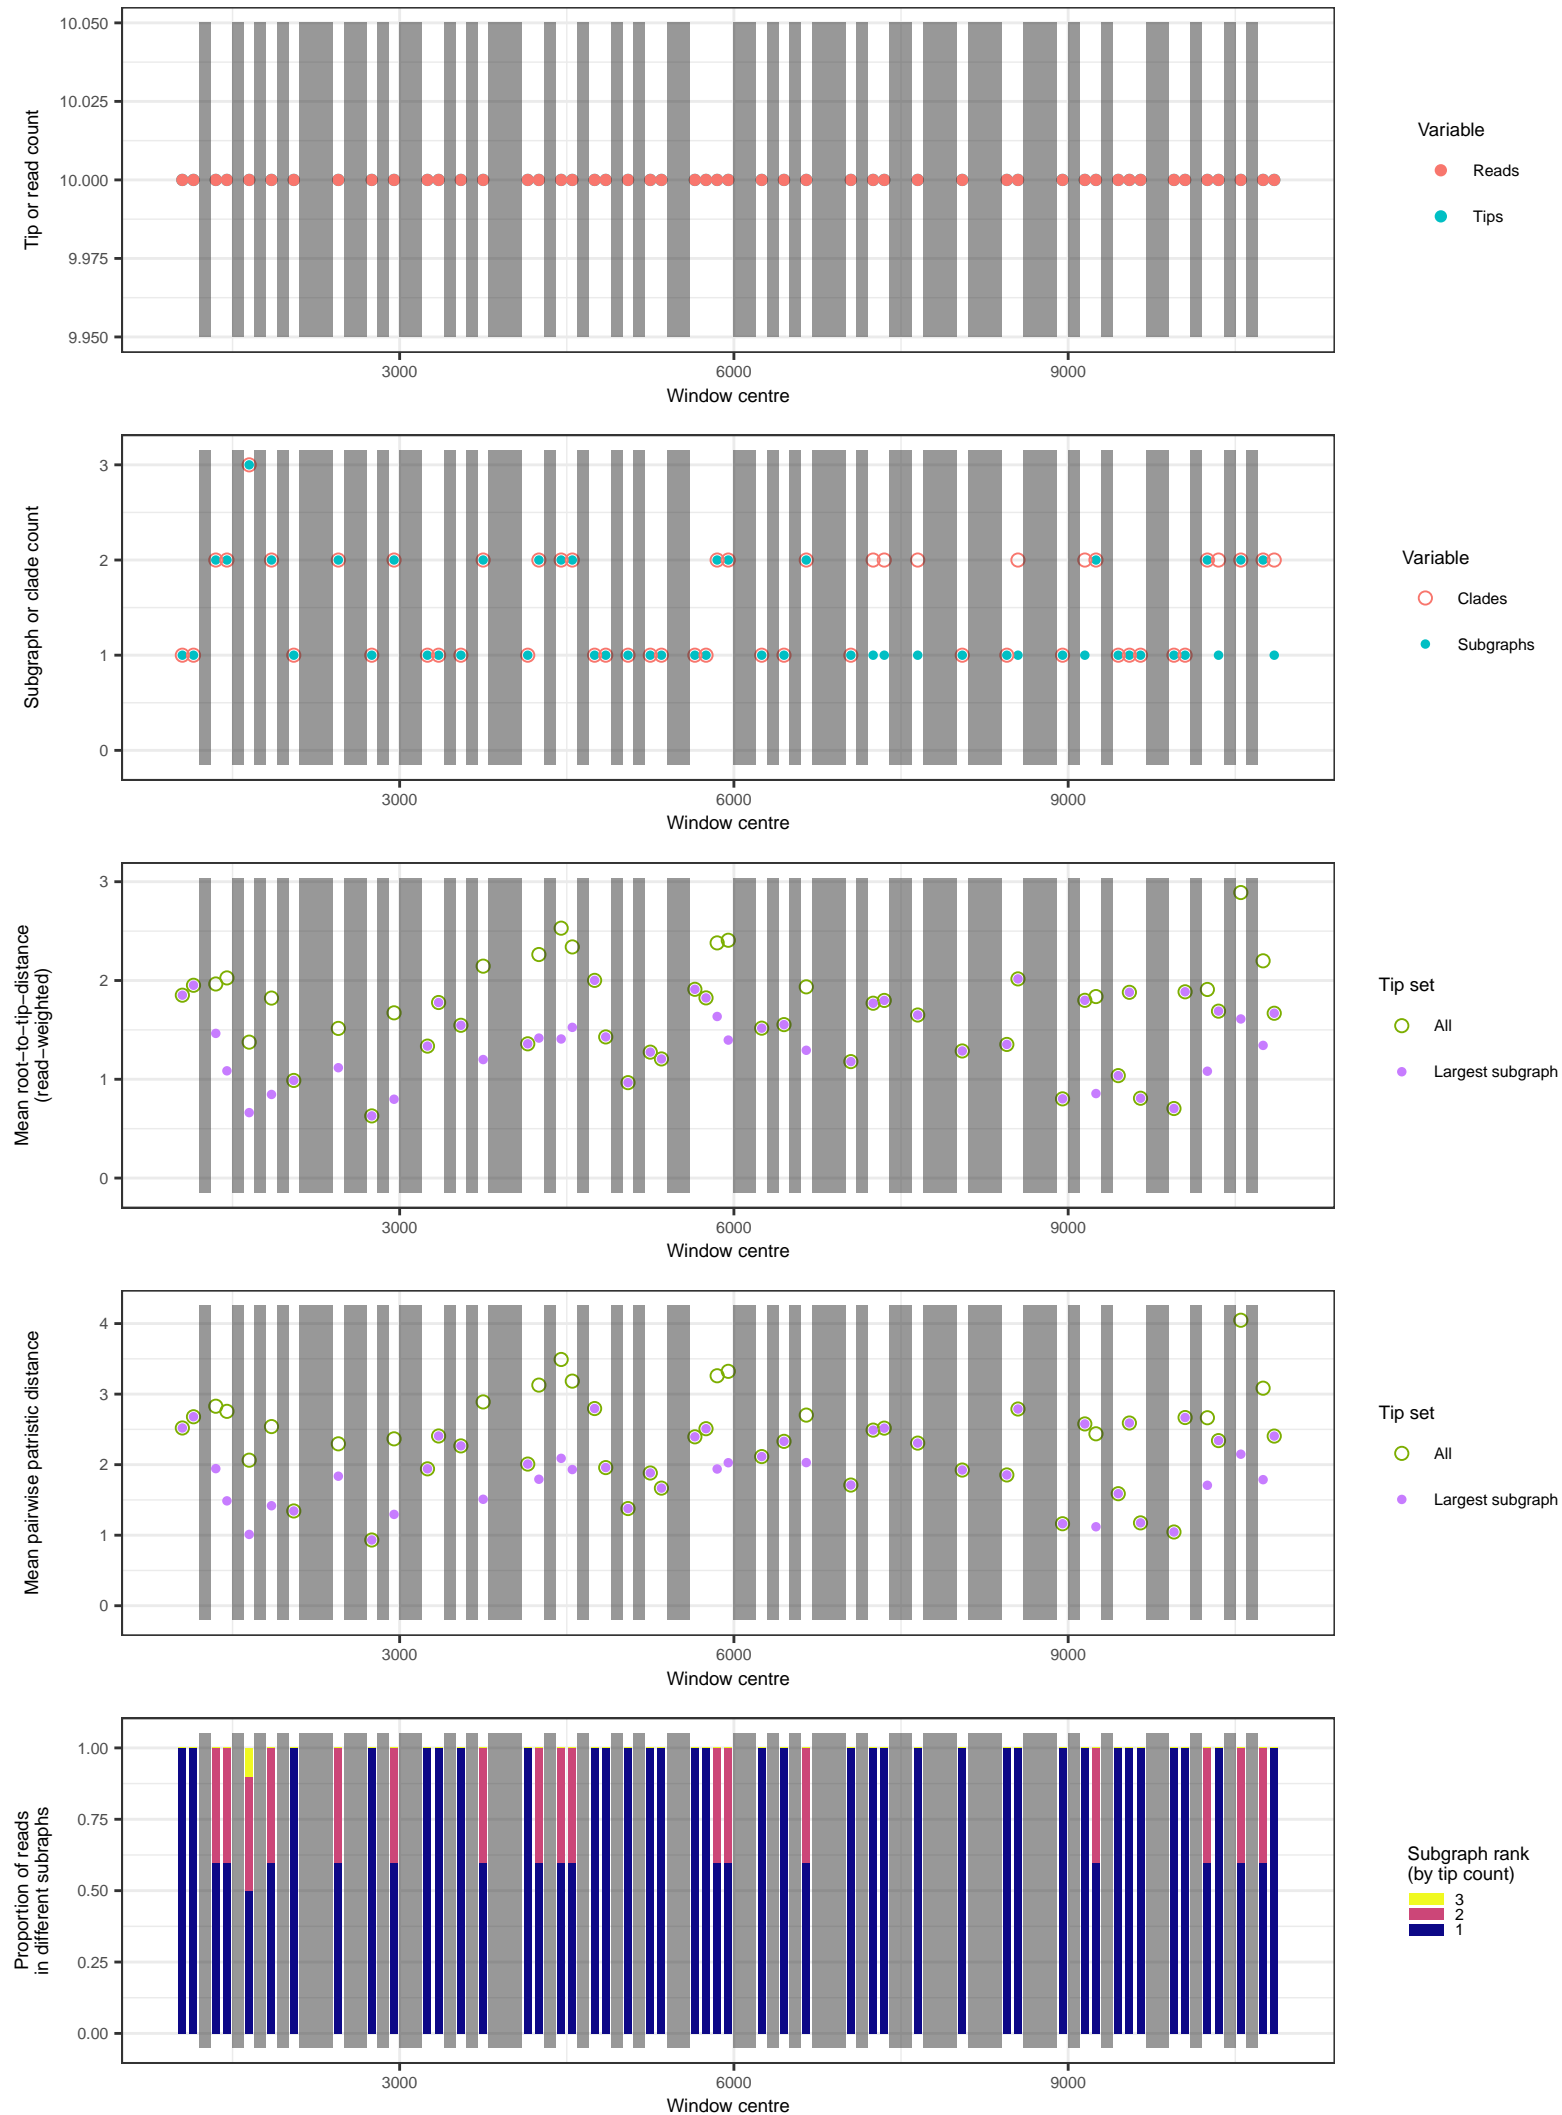 10.050
10.025
10.000
9.975
9.950
Tip or read count
3000
6000
9000
Window centre
Variable
Reads
Tips
3
2
1
0
Subgraph or clade count
3000
6000
9000
Window centre
Variable
Clades
Subgraphs
3
2
1
0
Mean root−to−tip−distance
(read−weighted)
3000
6000
9000
Window centre
Tip set
All
Largest subgraph
4
3
2
1
0
Mean pairwise patristic distance
3000
6000
9000
Window centre
Tip set
All
Largest subgraph
1.00
0.75
0.50
0.25
0.00
Proportion of reads
in different subraphs
3000
6000
9000
Window centre
Subgraph rank
(by tip count)
3
2
1